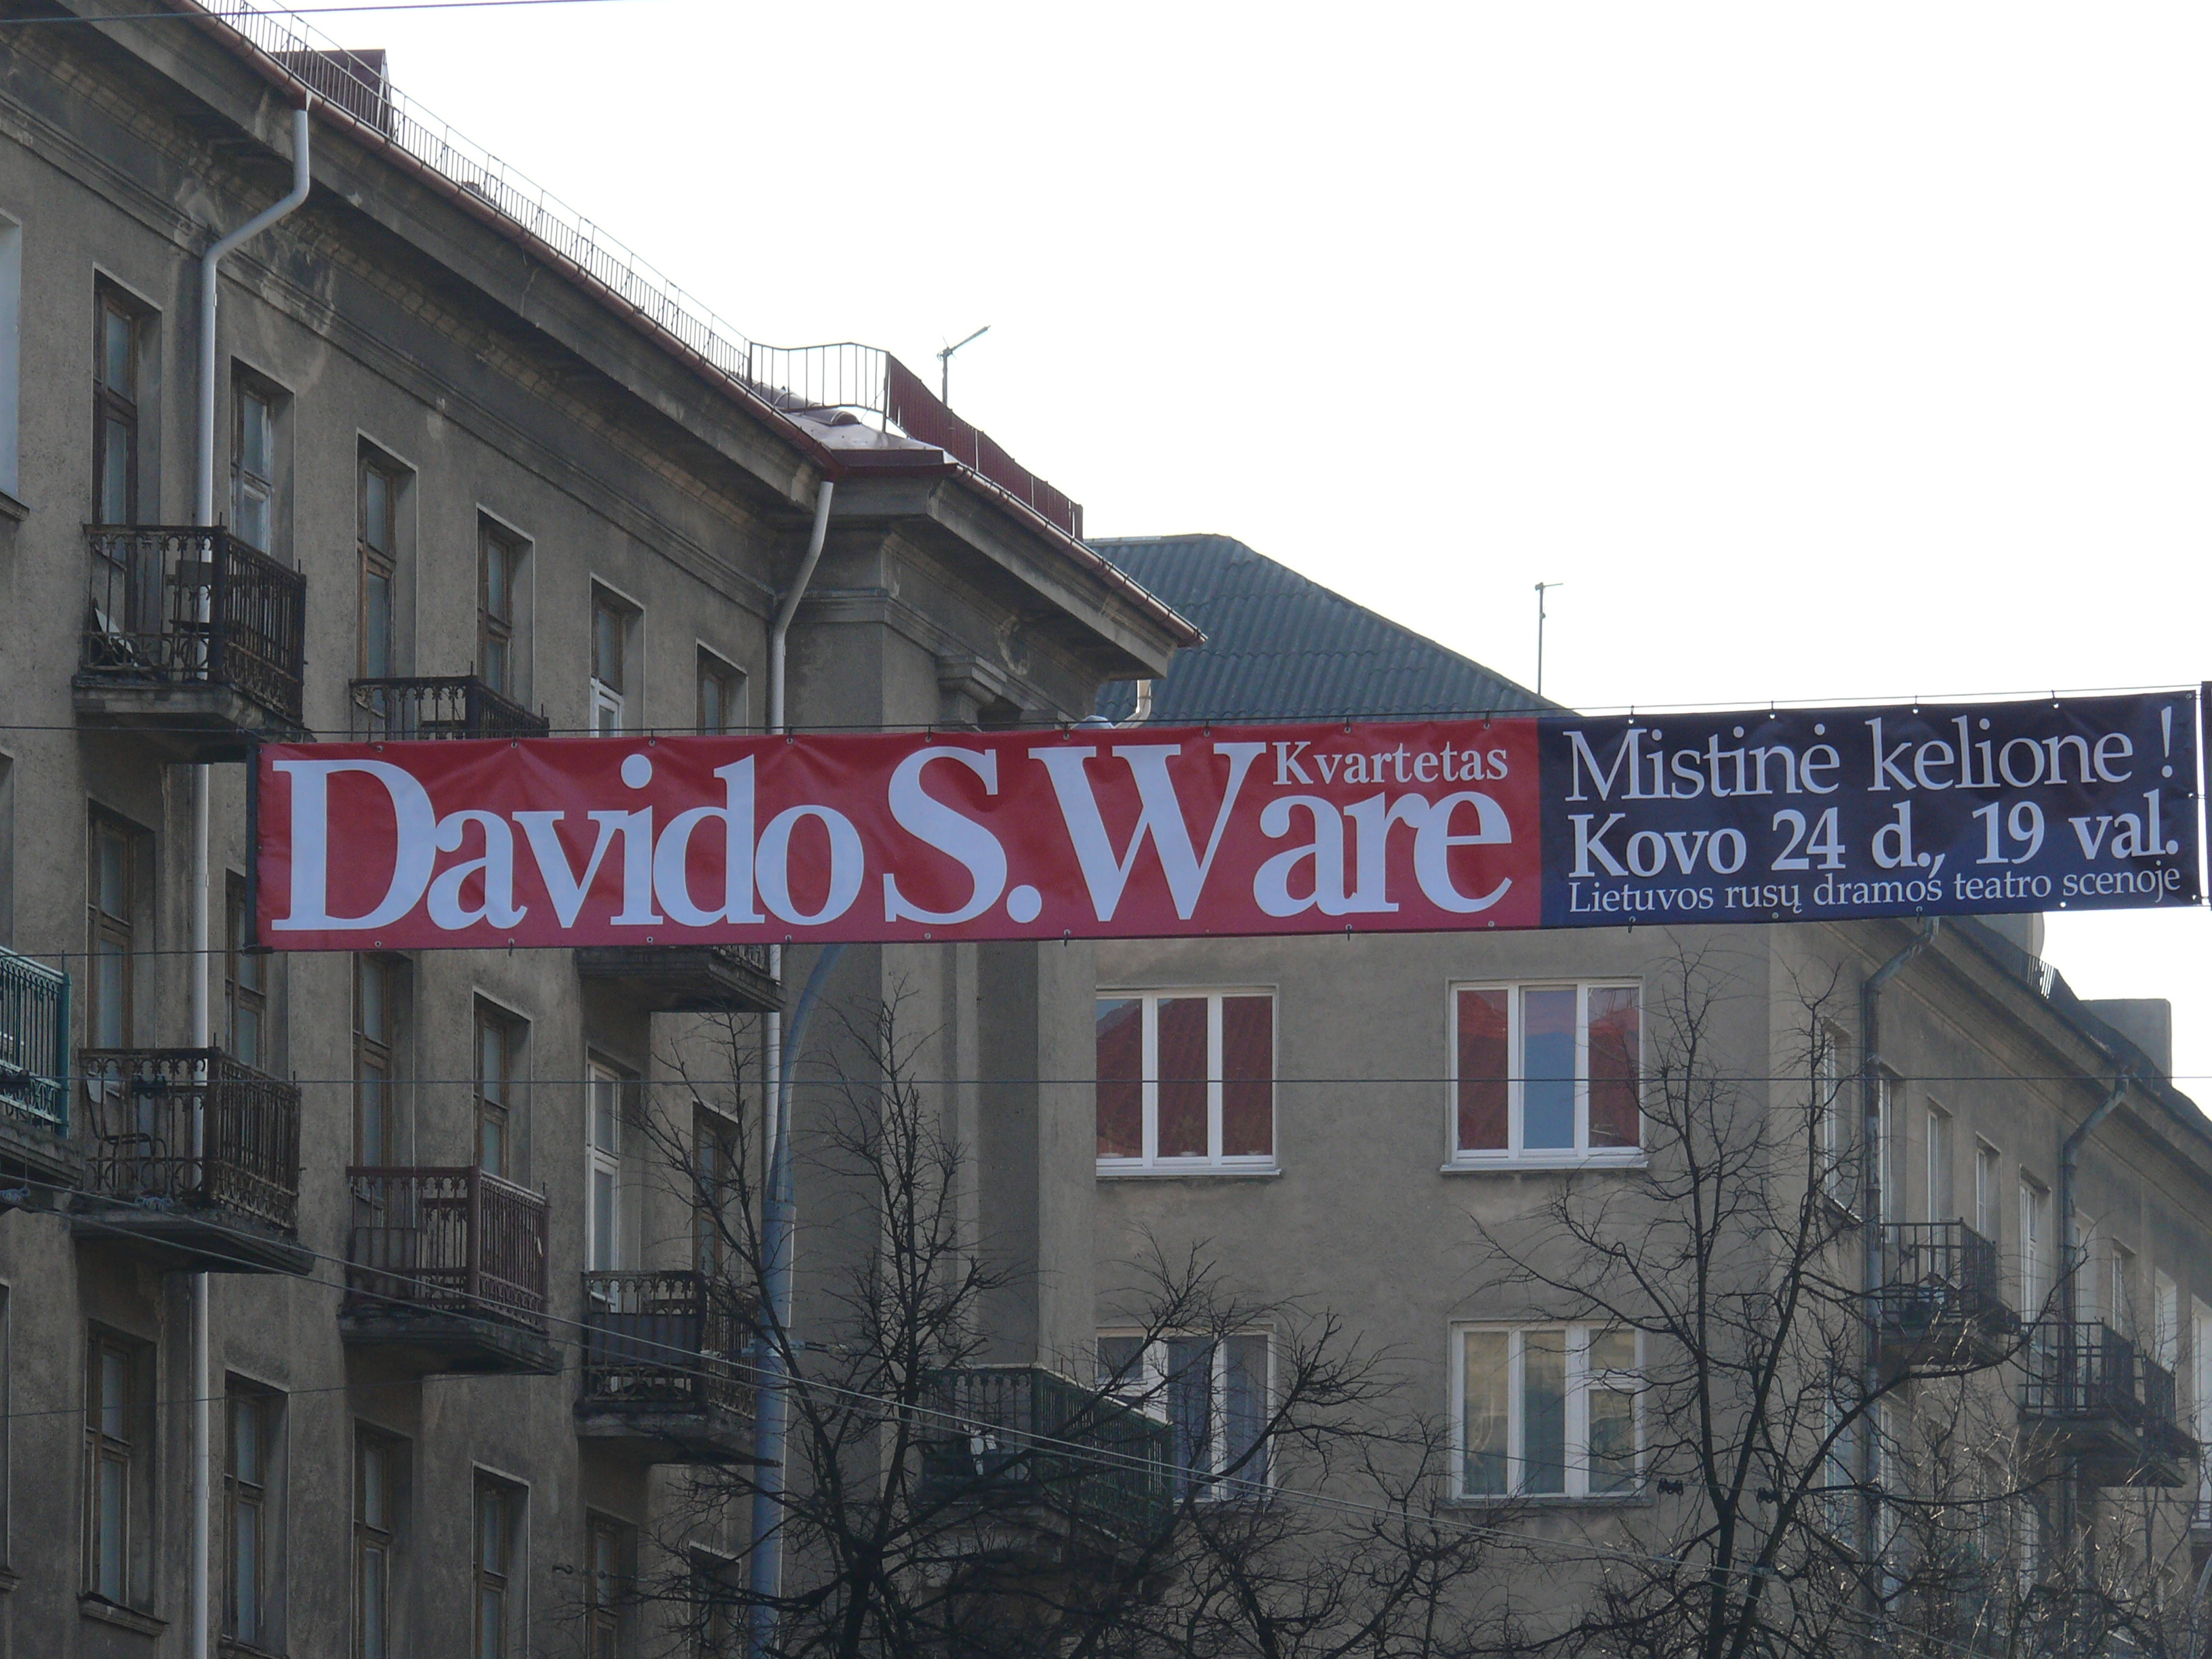 Davido S. Ware
Kvartetas
Mistinė kelione !
Kovo 24 d., 19 val.
Lietuvos rusų dramos teatro scenoje